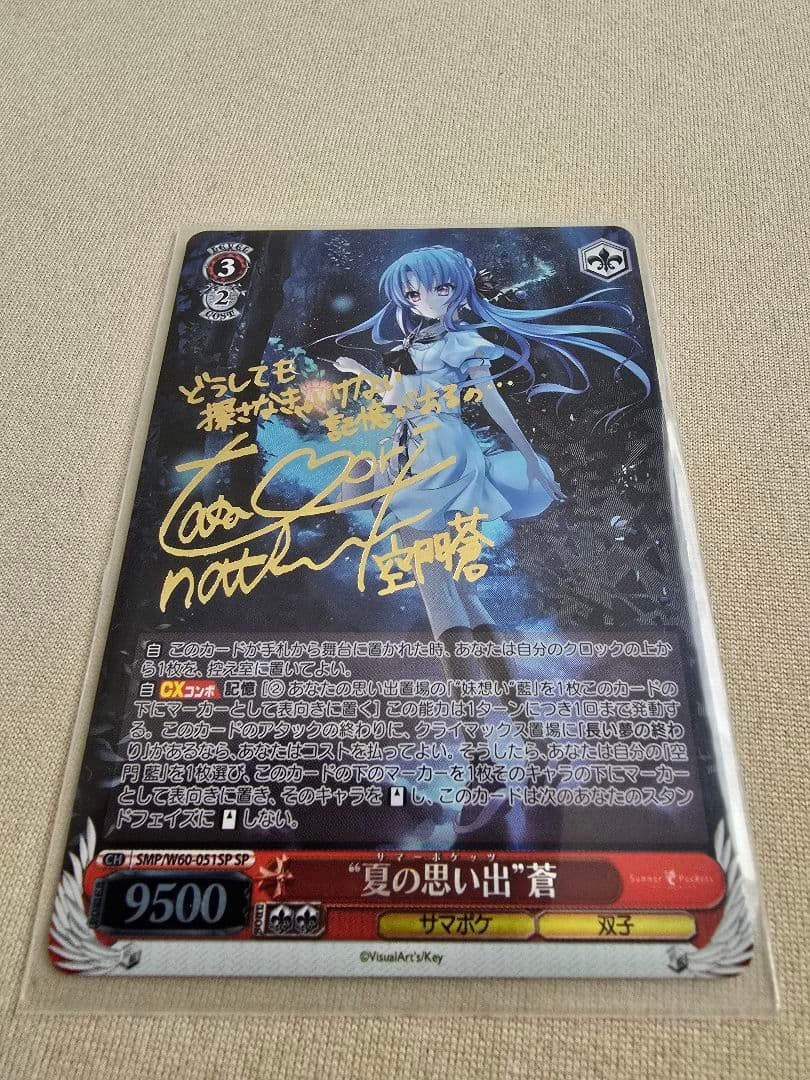 LEVEL
3
2
COST
どうしても
探さなきゃいけない
記憶があるの…
空門蒼
自 このカードが手札から舞台に置かれた時、あなたは自分のクロックの上か
ら1枚を、控え室に置いてよい。
自 CXコンボ 記憶 [② あなたの思い出置場の「“妹想い”藍」を1枚このカードの
下にマーカーとして表向きに置く] この能力は1ターンにつき1回まで発動す
る。このカードのアタックの終わりに、クライマックス置場に「長い夢の終わ
り」があるなら、あなたはコストを払ってよい。そうしたら、あなたは自分の「空
門 藍」を1枚選び、このカードの下のマーカーを1枚そのキャラの下にマーカー
として表向きに置き、そのキャラを し、このカードは次のあなたのスタン
ドフェイズに しない。
CH SMP/W60-051SP SP
サマーポケッツ
“夏の思い出”蒼
Summer Pockets
9500
SOUL
サマポケ 双子
©VisualArt's/Key